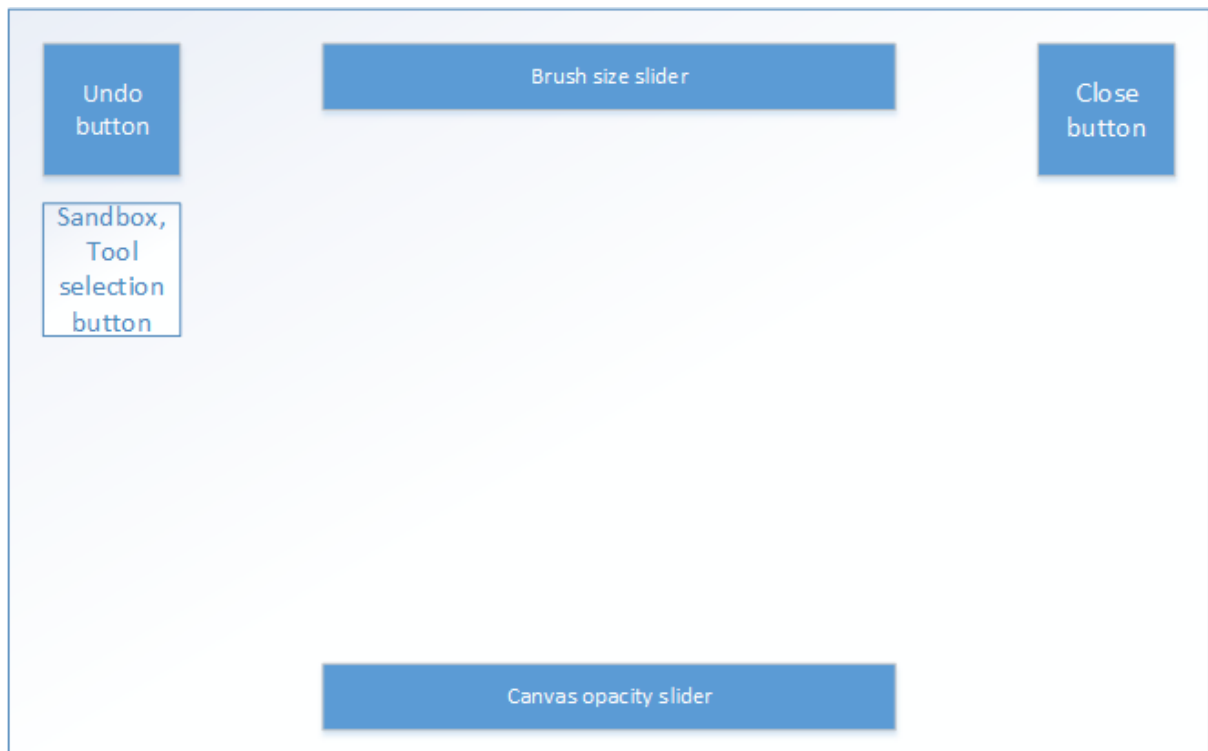 Undo
button
Brush size slider
Close
button
Sandbox,
Tool
selection
button
Canvas opacity slider